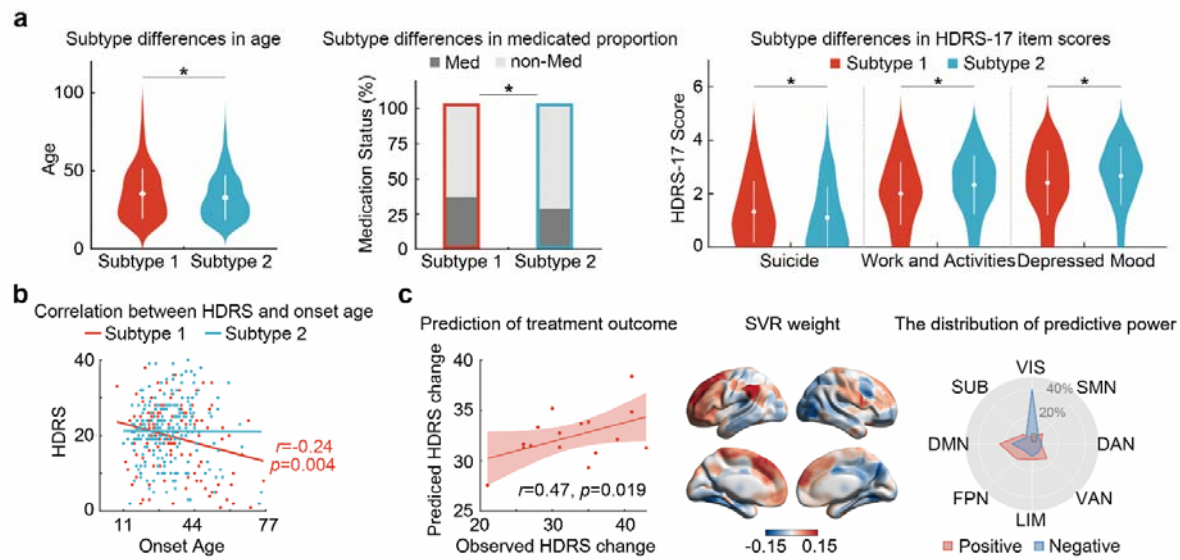 a
Subtype differences in age
*
100
50
0
Age
Subtype 1
Subtype 2
Subtype differences in medicated proportion
Med
non-Med
*
100
75
50
25
0
Medication Status (%)
Subtype 1
Subtype 2
Subtype differences in HDRS-17 item scores
Subtype 1
Subtype 2
*
*
*
6
4
2
0
HDRS-17 Score
Suicide
Work and Activities
Depressed Mood
b
Correlation between HDRS and onset age
Subtype 1
Subtype 2
40
20
0
HDRS
r=-0.24
p=0.004
11
44
77
Onset Age
c
Prediction of treatment outcome
40
35
30
25
Prediced HDRS change
r=0.47, p=0.019
20
30
40
Observed HDRS change
SVR weight
-0.15
0.15
The distribution of predictive power
VIS
SMN
DAN
VAN
LIM
FPN
DMN
SUB
40%
20%
0
Positive
Negative